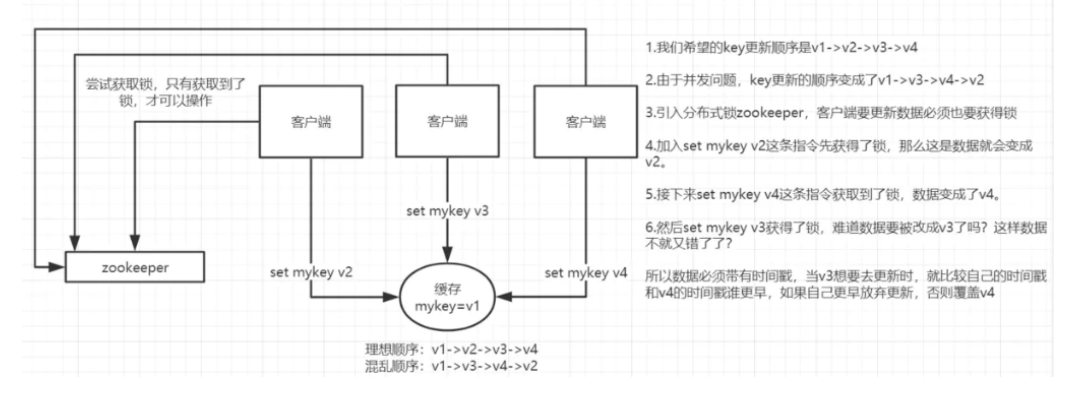 尝试获取锁，只有获取到了
锁，才可以操作
客户端
客户端
客户端
set mykey v3
zookeeper
set mykey v2
set mykey v4
缓存
mykey=v1
理想顺序：v1->v2->v3->v4
混乱顺序：v1->v3->v4->v2
1.我们希望的key更新顺序是v1->v2->v3->v4
2.由于并发问题，key更新的顺序变成了v1->v3->v4->v2
3.引入分布式锁zookeeper，客户端要更新数据必须也要获得锁
4.加入set mykey v2这条指令先获得了锁，那么这是数据就会变成
v2。
5.接下来set mykey v4这条指令获取到了锁，数据变成了v4。
6.然后set mykey v3获得了锁，难道数据要被改成v3了吗？这样数据
不就又错了了？
所以数据必须带有时间戳，当v3想要去更新时，就比较自己的时间戳
和v4的时间戳谁更早，如果自己更早放弃更新，否则覆盖v4